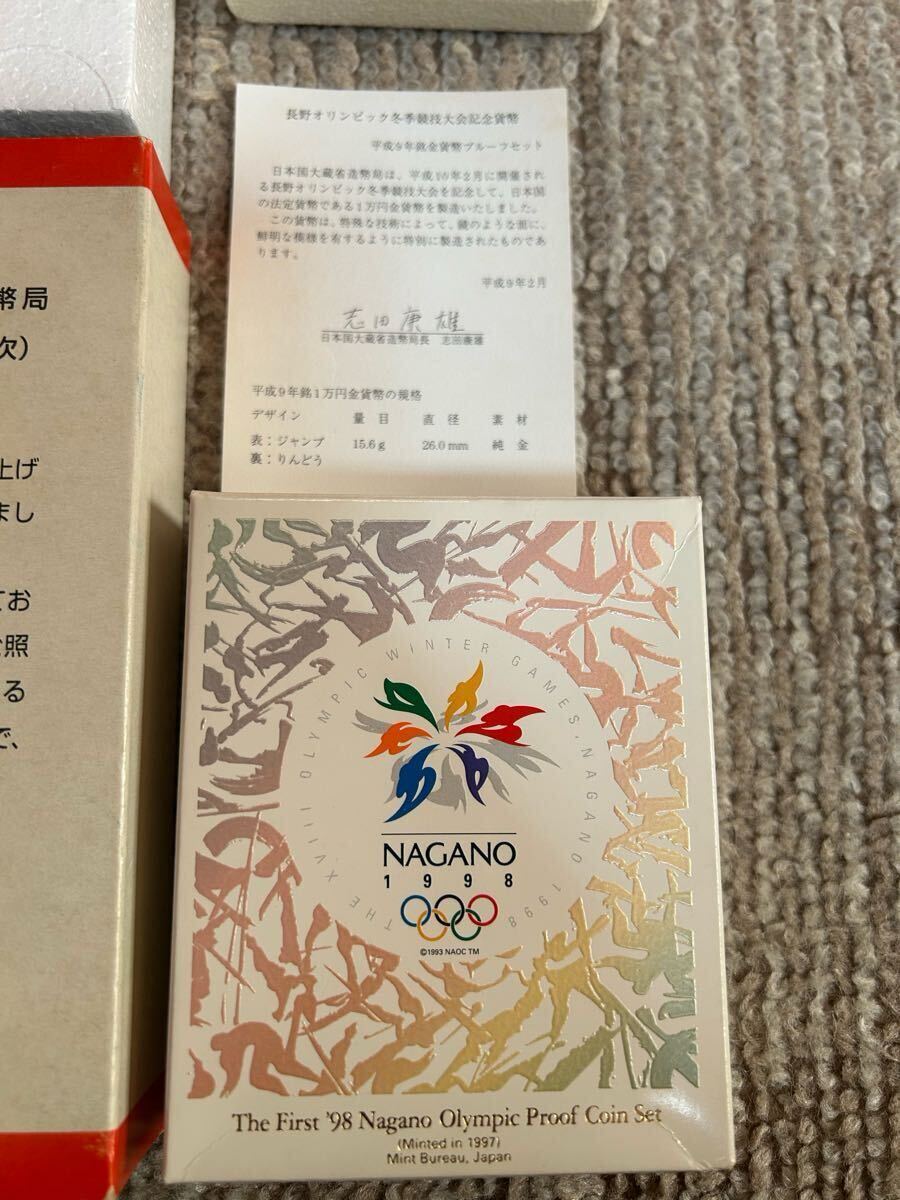 長野オリンピック冬季競技大会記念貨幣
平成9年銘金貨幣プルーフセット
日本国大蔵省造幣局は、平成10年2月に開催され
る長野オリンピック冬季競技大会を記念して、日本国
の法定貨幣である1万円金貨幣を製造いたしました。
この貨幣は、特殊な技術によって、鏡のような面に、
鮮明な模様を有するように特別に製造されたものであ
ります。
平成9年2月
志田康雄
日本国大蔵省造幣局長 志田康雄
平成9年銘1万円金貨幣の規格
デザイン 量目 直径 素材
表:ジャンプ 15.6g 26.0mm 純金
裏:りんどう
幣局
次)
上げ
まし
てお
照
る
で、
THE XVIII OLYMPIC WINTER GAMES, NAGANO 1998
NAGANO
1998
©1993 NAOC TM
The First '98 Nagano Olympic Proof Coin Set
(Minted in 1997)
Mint Bureau, Japan